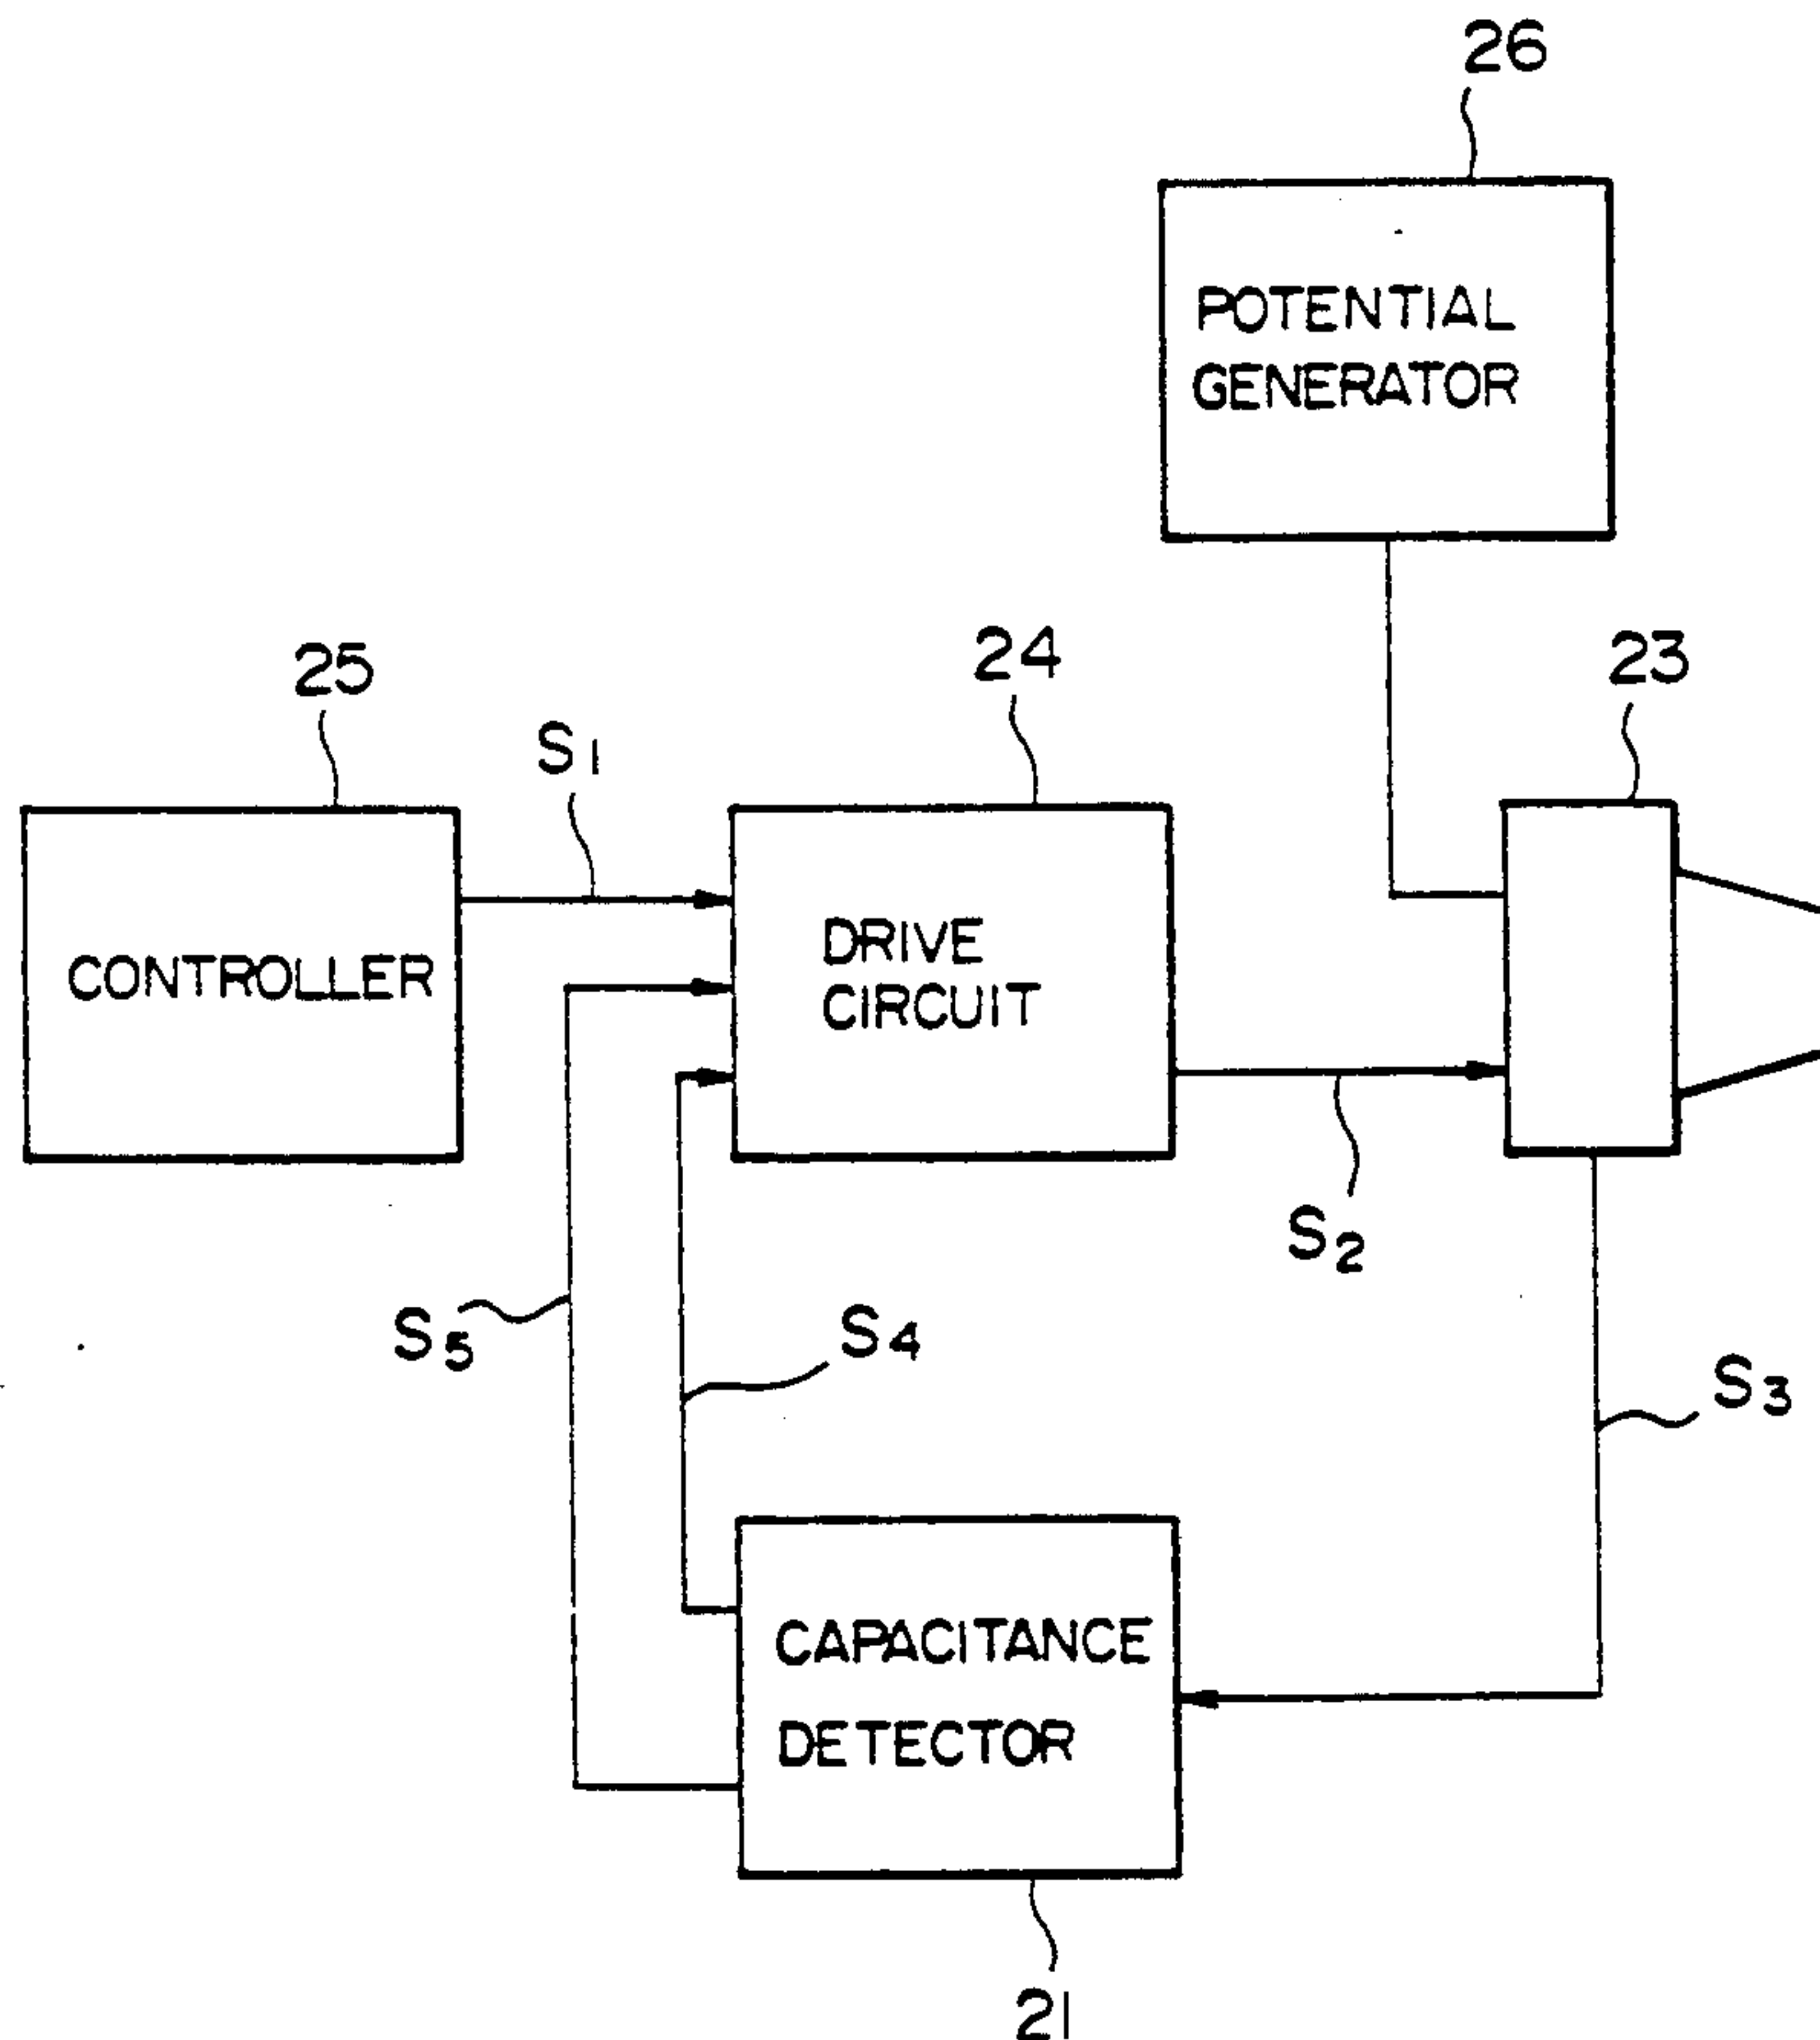 26
POTENTIAL
GENERATOR
25
S1
24
23
CONTROLLER
DRIVE
CIRCUIT
S2
S5
S4
S3
CAPACITANCE
DETECTOR
21